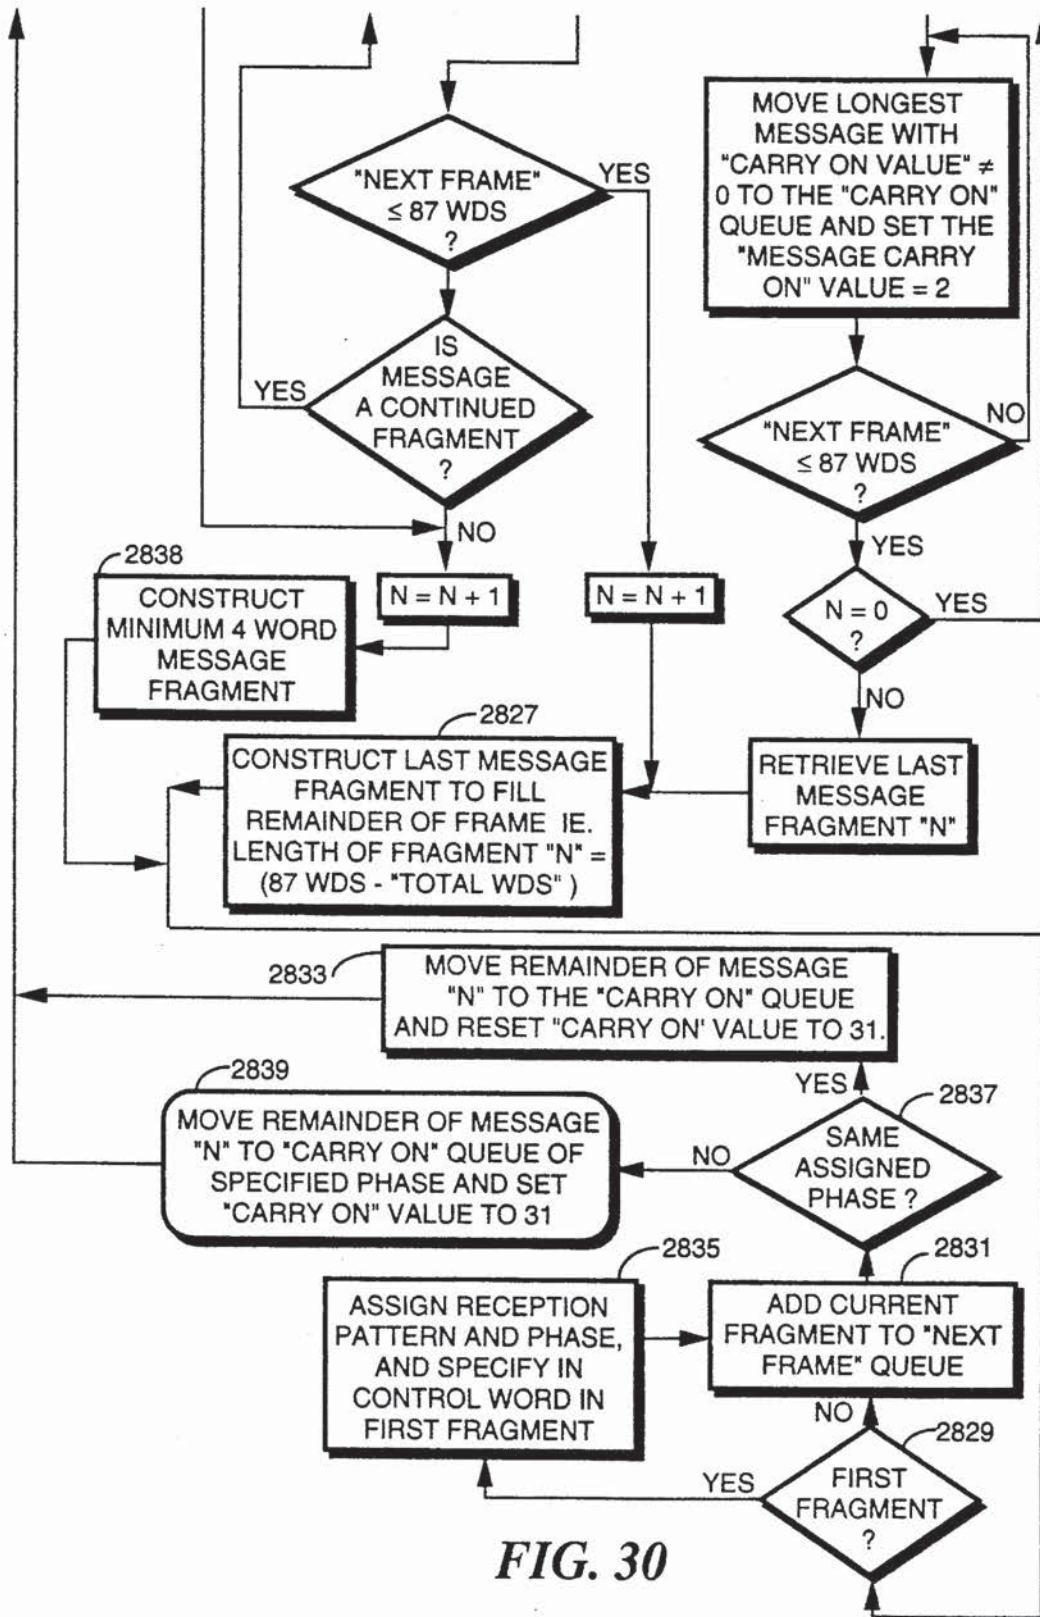 "NEXT FRAME"
≤ 87 WDS
?
YES
IS
MESSAGE
A CONTINUED
FRAGMENT
?
YES
NO
N = N + 1
N = N + 1
2838
CONSTRUCT
MINIMUM 4 WORD
MESSAGE
FRAGMENT
MOVE LONGEST
MESSAGE WITH
"CARRY ON VALUE" ≠
0 TO THE "CARRY ON"
QUEUE AND SET THE
"MESSAGE CARRY
ON" VALUE = 2
"NEXT FRAME"
≤ 87 WDS
?
NO
YES
N = 0
?
YES
NO
RETRIEVE LAST
MESSAGE
FRAGMENT "N"
2827
CONSTRUCT LAST MESSAGE
FRAGMENT TO FILL
REMAINDER OF FRAME IE.
LENGTH OF FRAGMENT "N" =
(87 WDS - "TOTAL WDS" )
2833
MOVE REMAINDER OF MESSAGE
"N" TO THE "CARRY ON" QUEUE
AND RESET "CARRY ON' VALUE TO 31.
2839
MOVE REMAINDER OF MESSAGE
"N" TO "CARRY ON" QUEUE OF
SPECIFIED PHASE AND SET
"CARRY ON" VALUE TO 31
YES
2837
NO
SAME
ASSIGNED
PHASE ?
2835
ASSIGN RECEPTION
PATTERN AND PHASE,
AND SPECIFY IN
CONTROL WORD IN
FIRST FRAGMENT
2831
ADD CURRENT
FRAGMENT TO "NEXT
FRAME" QUEUE
NO
2829
YES
FIRST
FRAGMENT
?
FIG. 30